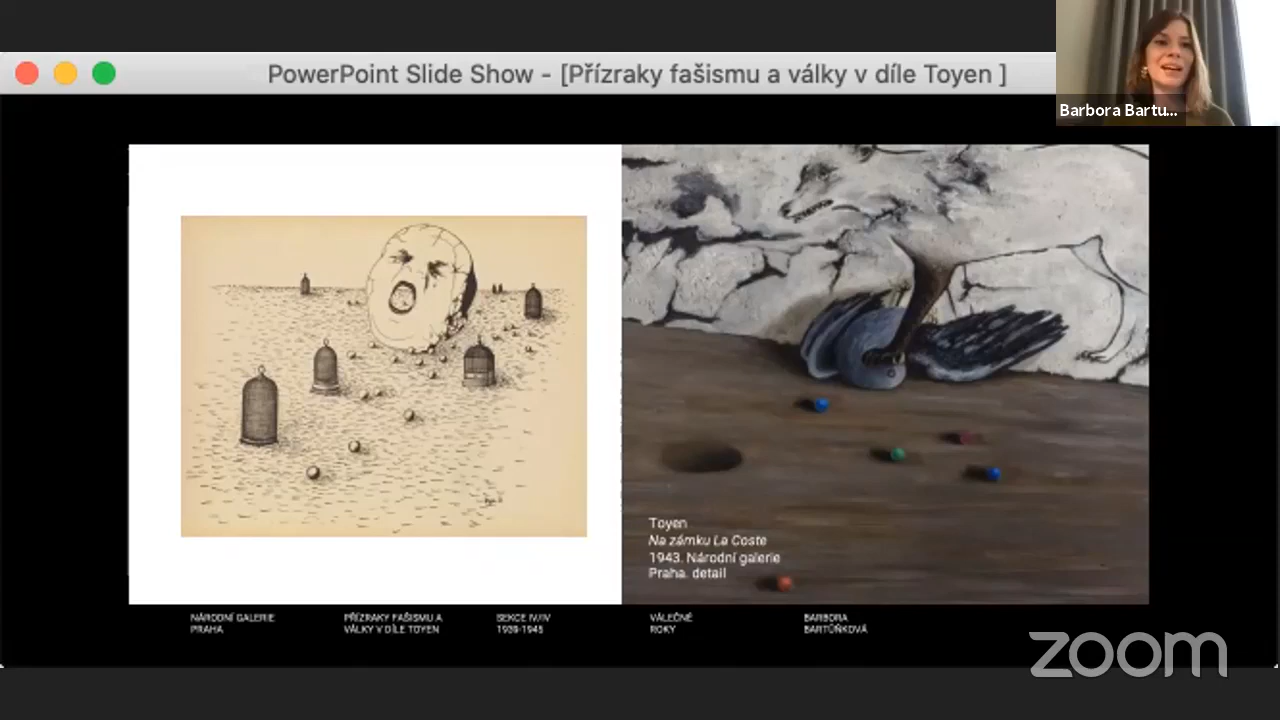 PowerPoint Slide Show - [Přízraky fašismu a války v díle Toyen ]
Barbora Bartu...
Toyen
Na zámku La Coste
1943. Národní galerie
Praha. detail
NÁRODNÍ GALERIE
PRAHA
PŘÍZRAKY FAŠISMU A
VÁLKY V DÍLE TOYEN
SEKCE IV/IV
1939-1945
VÁLEČNÉ
ROKY
BARBORA
BARTŮŇKOVÁ
zoom